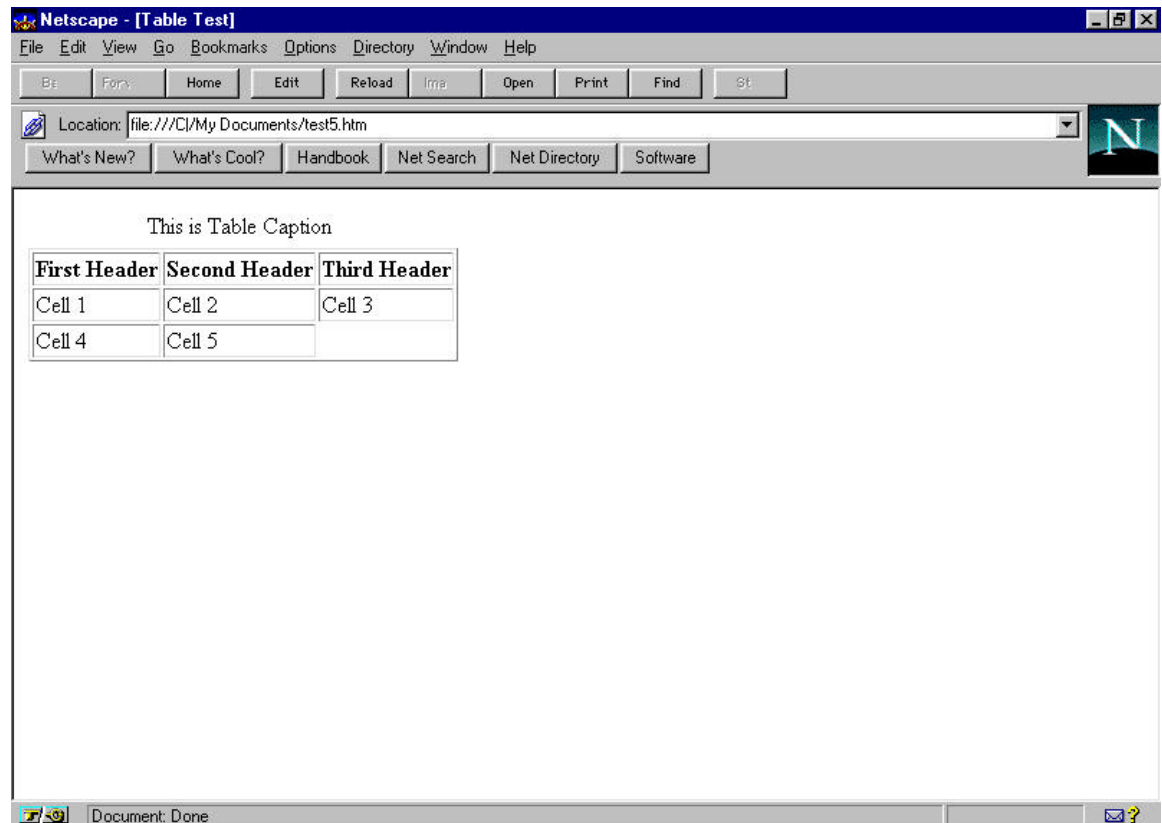 Netscape - [Table Test]
File Edit View Go Bookmarks Options Directory Window Help
Home Edit Reload Open Print Find
Location: file:///C|/My Documents/test5.htm
N
What's New? What's Cool? Handbook Net Search Net Directory Software
This is Table Caption
First Header Second Header Third Header
Cell 1 Cell 2 Cell 3
Cell 4 Cell 5
Document: Done